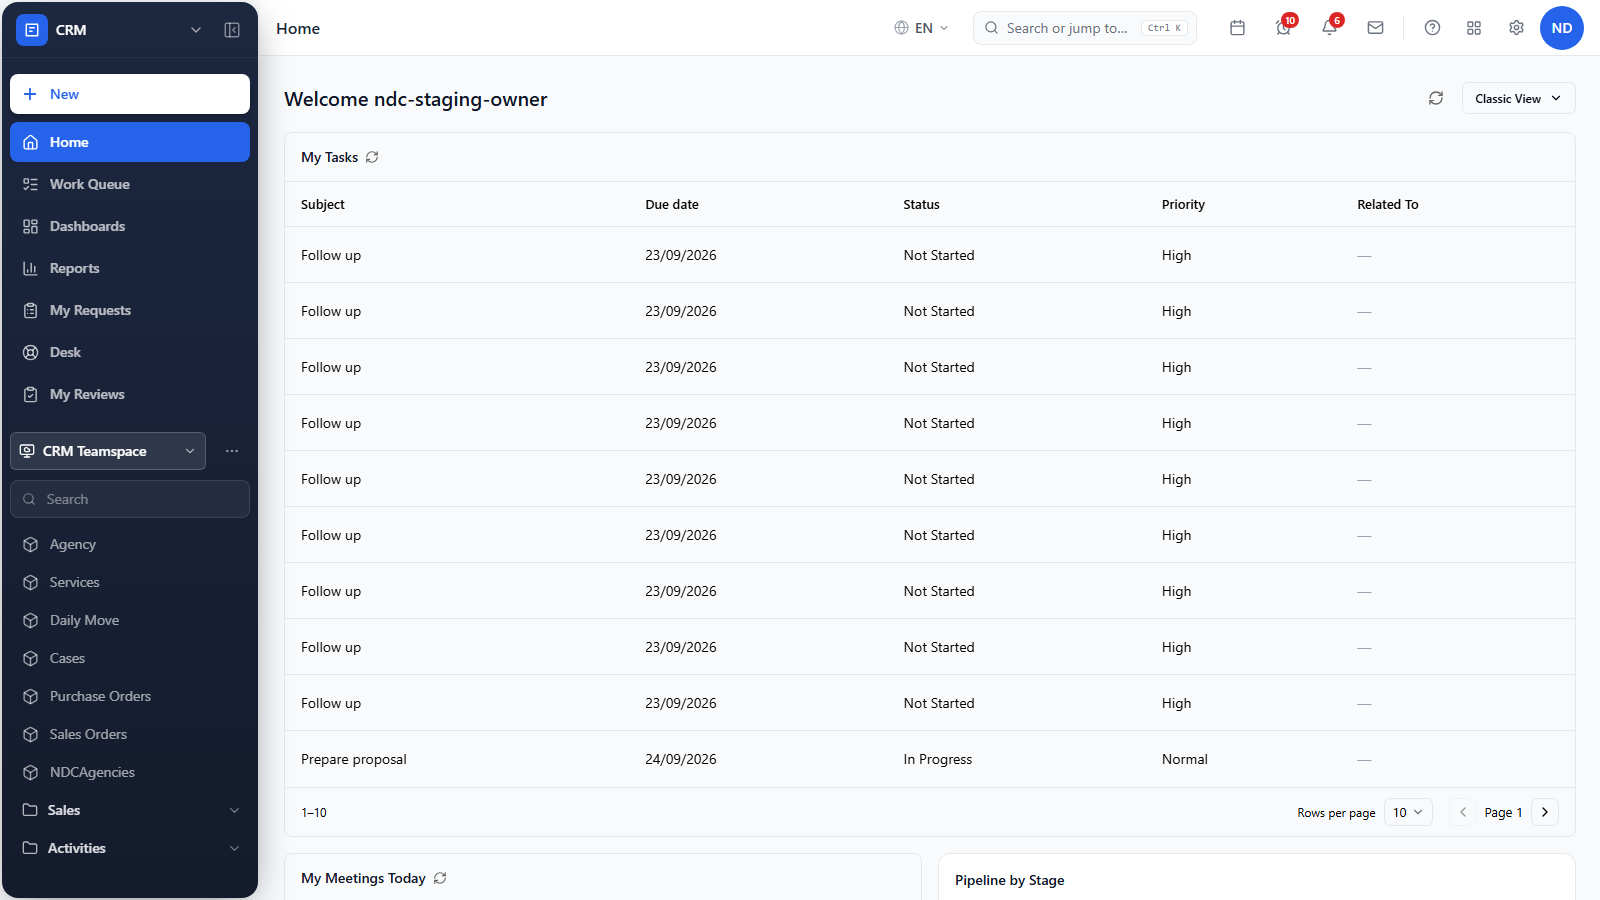 CRM
Home
EN
Search or jump to...
Ctrl K
10
6
ND
New
Home
Work Queue
Dashboards
Reports
My Requests
Desk
My Reviews
CRM Teamspace
Search
Agency
Services
Daily Move
Cases
Purchase Orders
Sales Orders
NDCAgencies
Sales
Activities
Welcome ndc-staging-owner
Classic View
My Tasks
Subject Due date Status Priority Related To
Follow up 23/09/2026 Not Started High —
Follow up 23/09/2026 Not Started High —
Follow up 23/09/2026 Not Started High —
Follow up 23/09/2026 Not Started High —
Follow up 23/09/2026 Not Started High —
Follow up 23/09/2026 Not Started High —
Follow up 23/09/2026 Not Started High —
Follow up 23/09/2026 Not Started High —
Follow up 23/09/2026 Not Started High —
Prepare proposal 24/09/2026 In Progress Normal —
1–10
Rows per page 10 Page 1
My Meetings Today
Pipeline by Stage